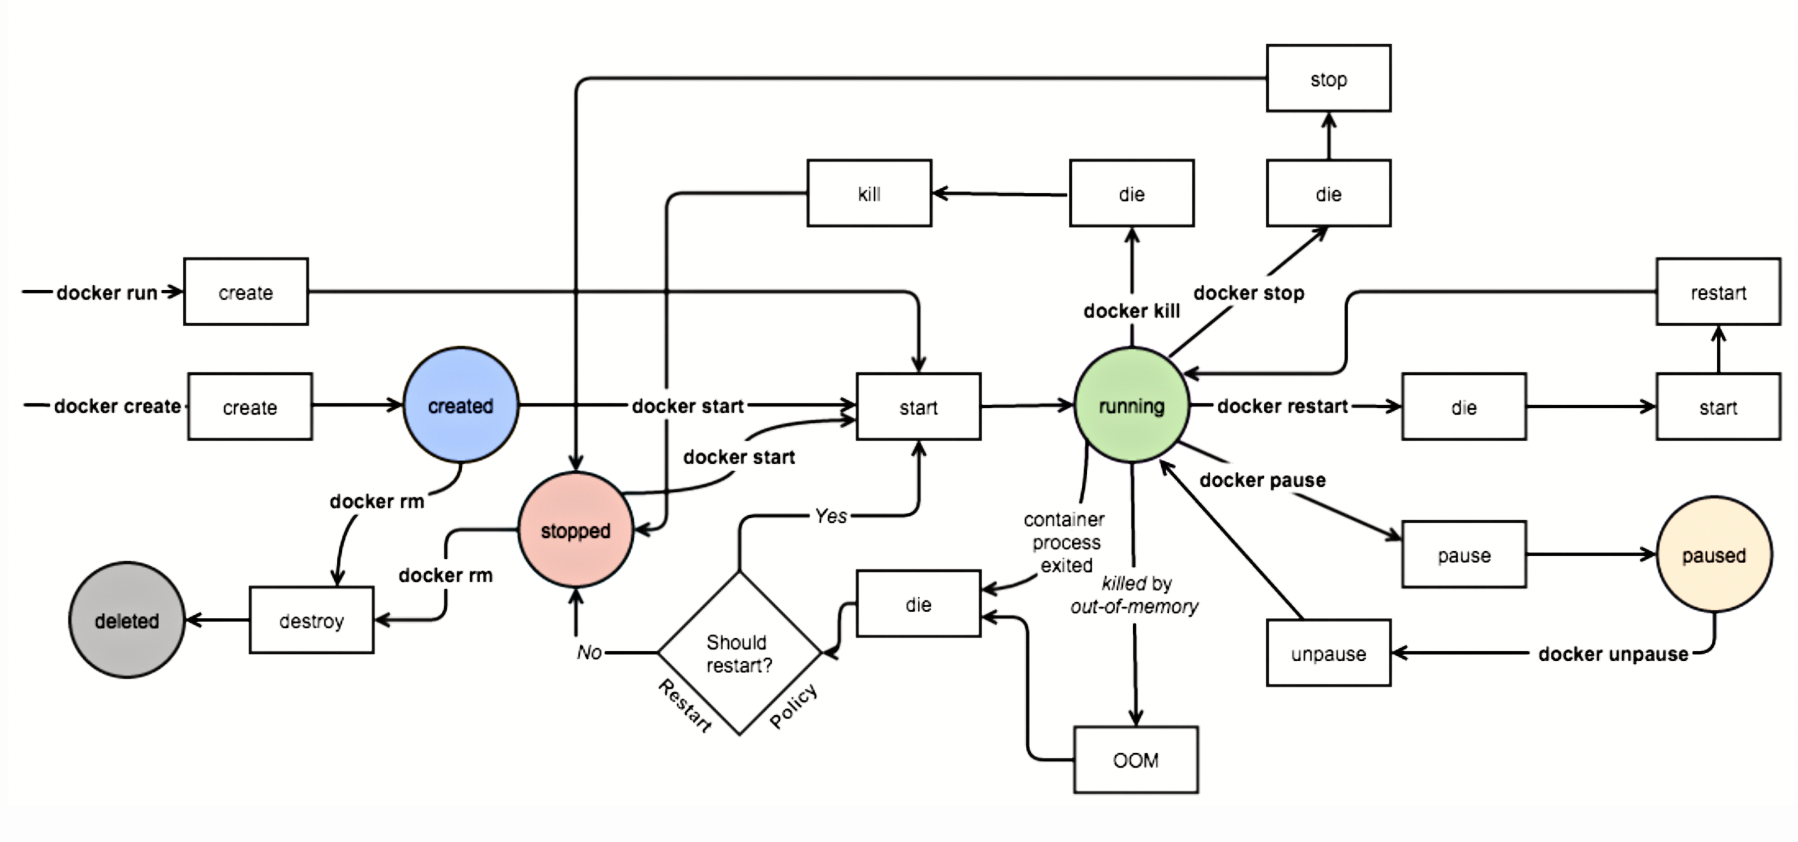 stop
kill
die
die
docker run
create
docker kill
docker stop
restart
docker create
create
created
docker start
start
running
docker restart
die
start
docker start
docker pause
docker rm
stopped
Yes
container
process
exited
pause
paused
docker rm
killed by
out-of-memory
deleted
destroy
die
No
Should
restart?
Restart
Policy
unpause
docker unpause
OOM